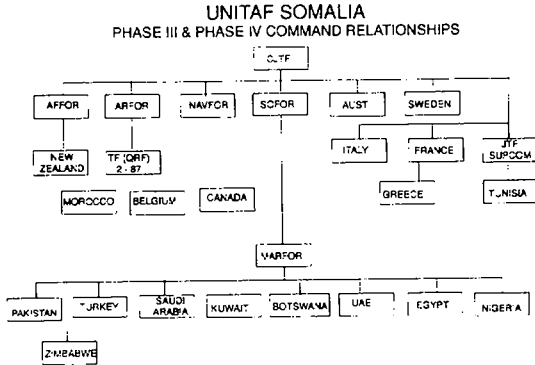 UNITAF SOMALIA
PHASE III & PHASE IV COMMAND RELATIONSHIPS
CJTF
AFFOR
ARFOR
NAVFOR
SOFOR
AUST
SWEDEN
NEW
ZEALAND
TF (QRF)
2 - 87
ITALY
FRANCE
JTF
SUPCOM
MOROCCO
BELGIUM
CANADA
GREECE
TUNISIA
MARFOR
PAKISTAN
TURKEY
SAUDI
ARABIA
KUWAIT
BOTSWANA
UAE
EGYPT
NIGERIA
ZIMBABWE